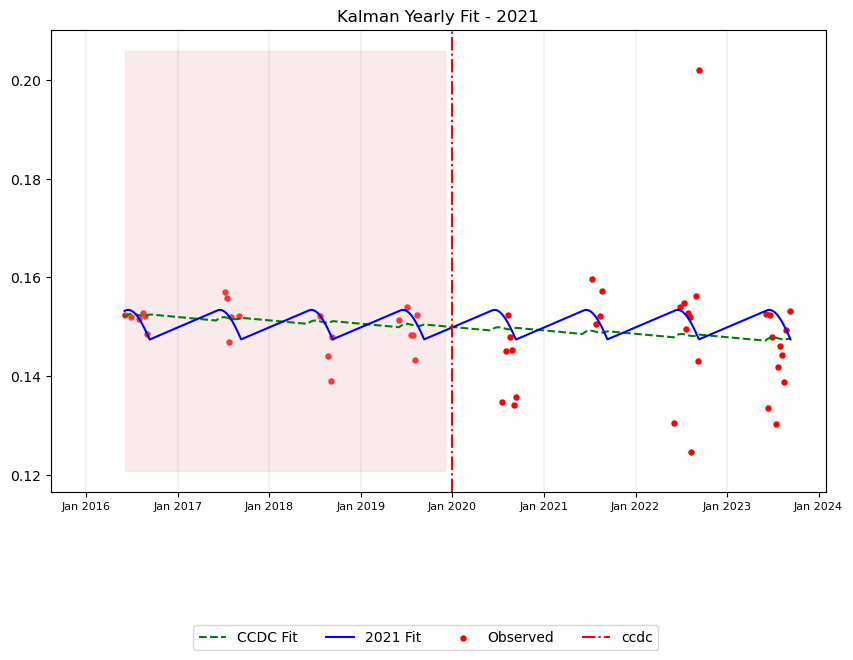 Kalman Yearly Fit - 2021
0.20
0.18
0.16
0.14
0.12
Jan 2016 Jan 2017 Jan 2018 Jan 2019 Jan 2020 Jan 2021 Jan 2022 Jan 2023 Jan 2024
CCDC Fit 2021 Fit Observed ccdc